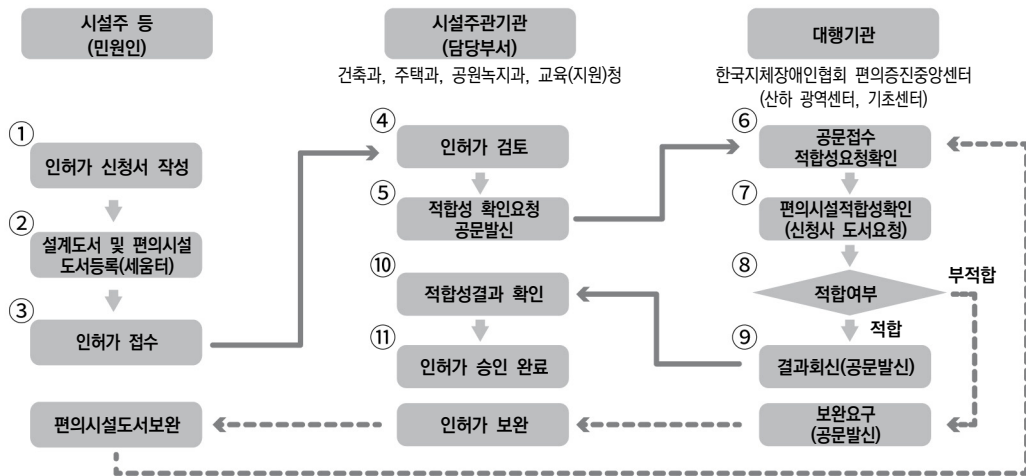 시설주 등
(민원인)
시설주관기관
(담당부서)
건축과, 주택과, 공원녹지과, 교육(지원)청
대행기관
한국지체장애인협회 편의증진중앙센터
(산하 광역센터, 기초센터)
①
인허가 신청서 작성
②
설계도서 및 편의시설
도서등록(세움터)
③
인허가 접수
④
인허가 검토
⑤
적합성 확인요청
공문발신
⑥
공문접수
적합성요청확인
⑦
편의시설적합성확인
(신청사 도서요청)
⑧
적합여부
부적합
적합
⑨
결과회신(공문발신)
⑩
적합성결과 확인
⑪
인허가 승인 완료
보완요구
(공문발신)
인허가 보완
편의시설도서보완